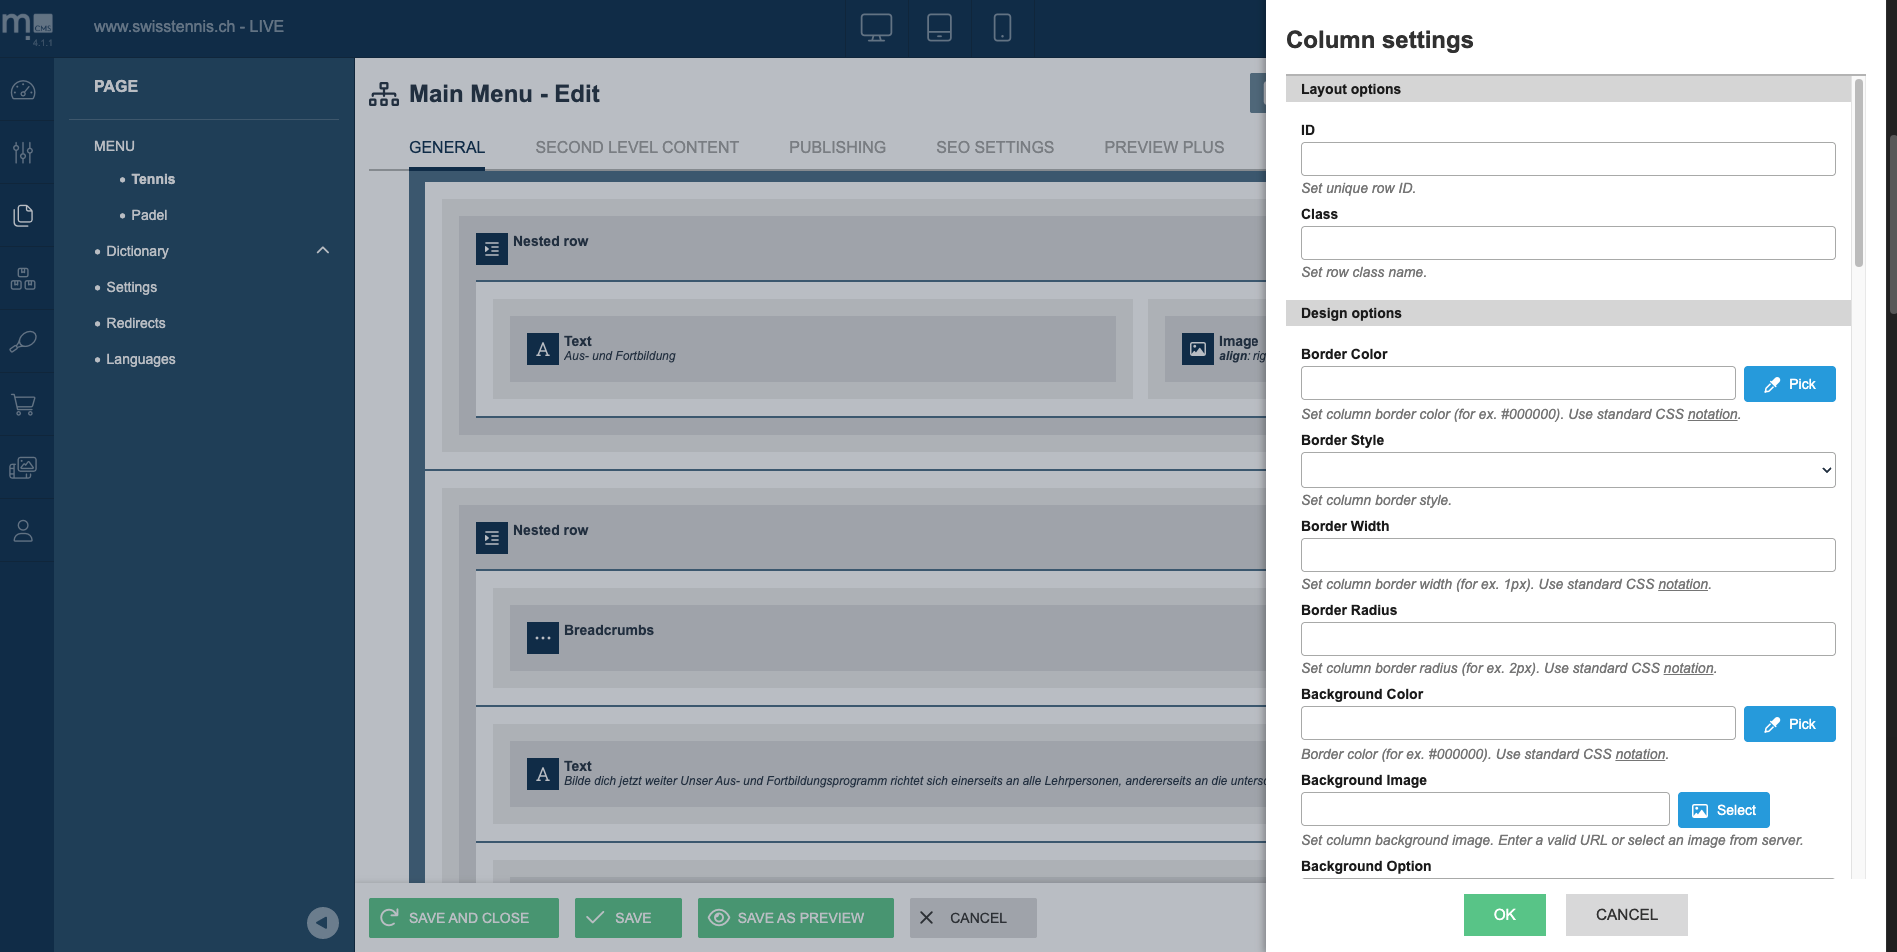 m. CMS
4.1.1
www.swisstennis.ch - LIVE
PAGE
MENU
Tennis
Padel
Dictionary
Settings
Redirects
Languages
Main Menu - Edit
GENERAL
SECOND LEVEL CONTENT
PUBLISHING
SEO SETTINGS
PREVIEW PLUS
Nested row
Text
Aus- und Fortbildung
Image
align: rig
Nested row
Breadcrumbs
Text
Bilde dich jetzt weiter Unser Aus- und Fortbildungsprogramm richtet sich einerseits an alle Lehrpersonen, andererseits an die untersc
SAVE AND CLOSE
SAVE
SAVE AS PREVIEW
CANCEL
Column settings
Layout options
ID
Set unique row ID.
Class
Set row class name.
Design options
Border Color
Pick
Set column border color (for ex. #000000). Use standard CSS notation.
Border Style
Set column border style.
Border Width
Set column border width (for ex. 1px). Use standard CSS notation.
Border Radius
Set column border radius (for ex. 2px). Use standard CSS notation.
Background Color
Pick
Border color (for ex. #000000). Use standard CSS notation.
Background Image
Select
Set column background image. Enter a valid URL or select an image from server.
Background Option
OK
CANCEL